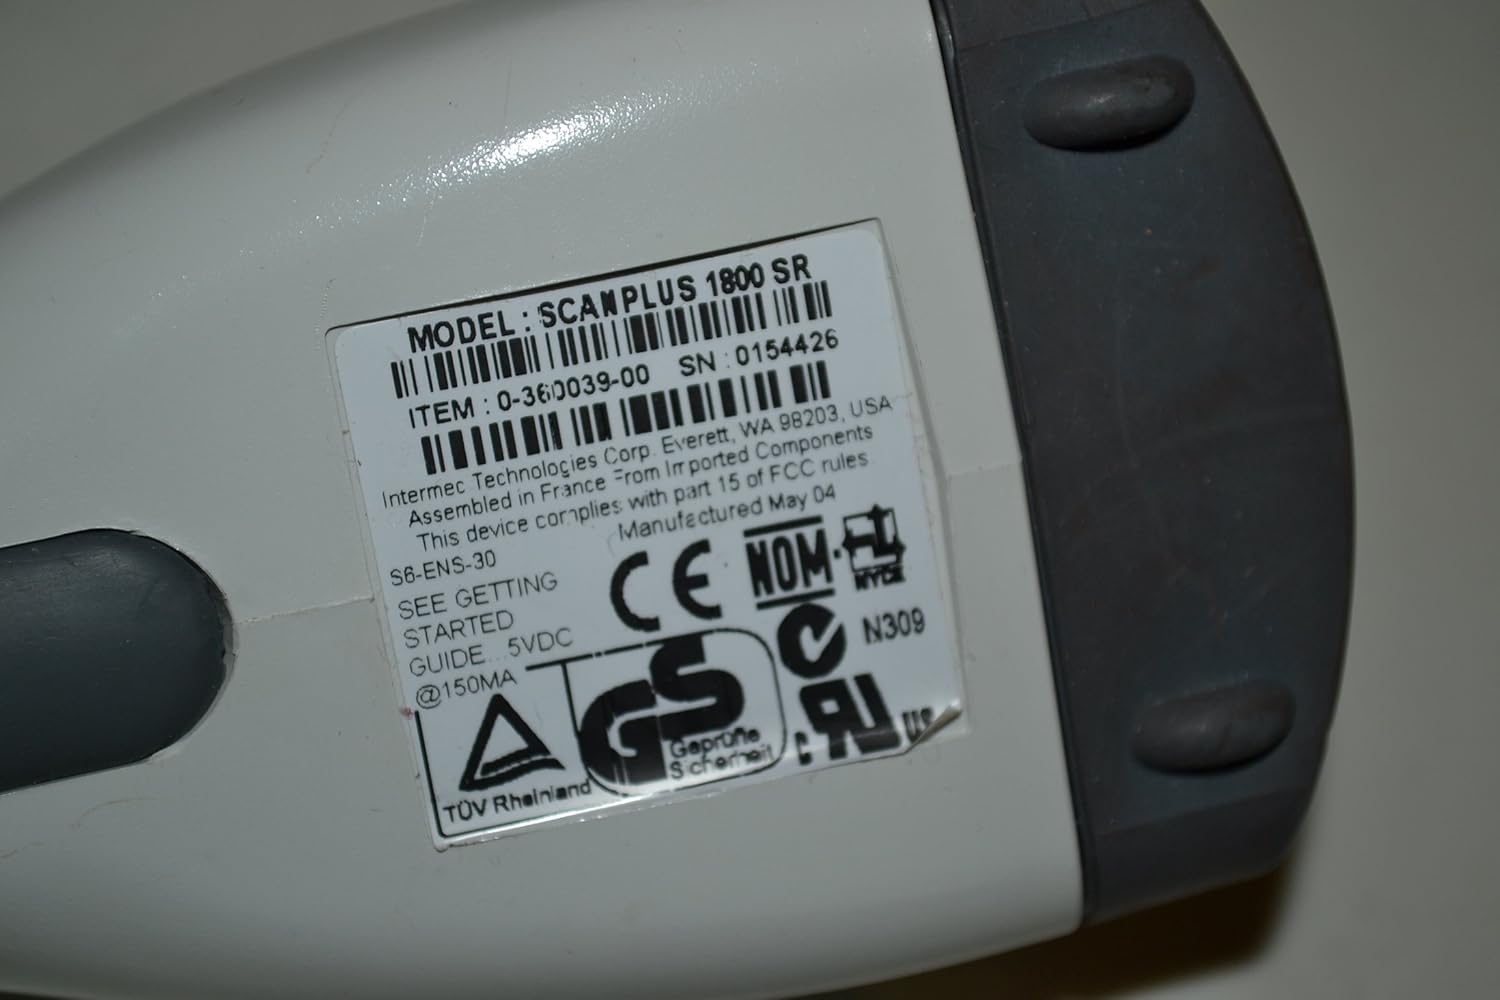 MODEL : SCANPLUS 1800 SR
ITEM : 0-360039-00 SN : 0154426
Intermec Technologies Corp. Everett, WA 98203, USA
Assembled in France From Imported Components
This device complies with part 15 of FCC rules
Manufactured May 04
S6-ENS-30
SEE GETTING
STARTED
GUIDE...5VDC
@150MA
CE
NOM-
NYCE
N309
TÜV Rheinland
GS
Geprüfte
Sicherheit
c RU US